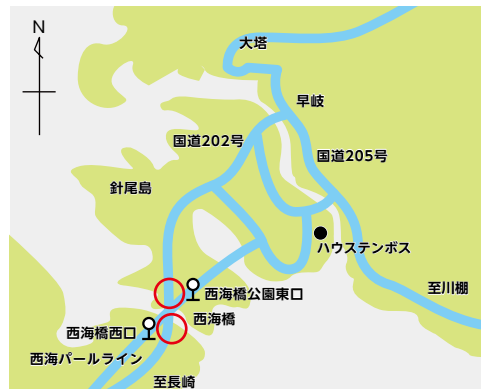 N
大塔
早岐
国道202号
国道205号
針尾島
ハウステンボス
至川棚
西海橋公園東口
西海橋
西海橋西口
西海パールライン
至長崎